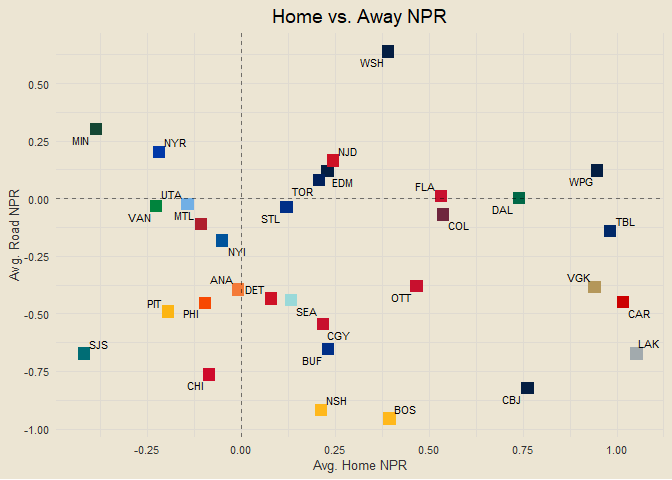 Home vs. Away NPR
WSH
0.50
MIN
NYR
NJD
0.25
EDM
TOR
WPG
UTA
FLA
DAL
0.00
VAN
MTL
STL
COL
TBL
NYI
Avg. Road NPR
-0.25
ANA
DET
VGK
PIT
PHI
SEA
OTT
CAR
-0.50
CGY
SJS
BUF
LAK
-0.75
CHI
NSH
BOS
CBJ
-1.00
-0.25
0.00
0.25
0.50
0.75
1.00
Avg. Home NPR